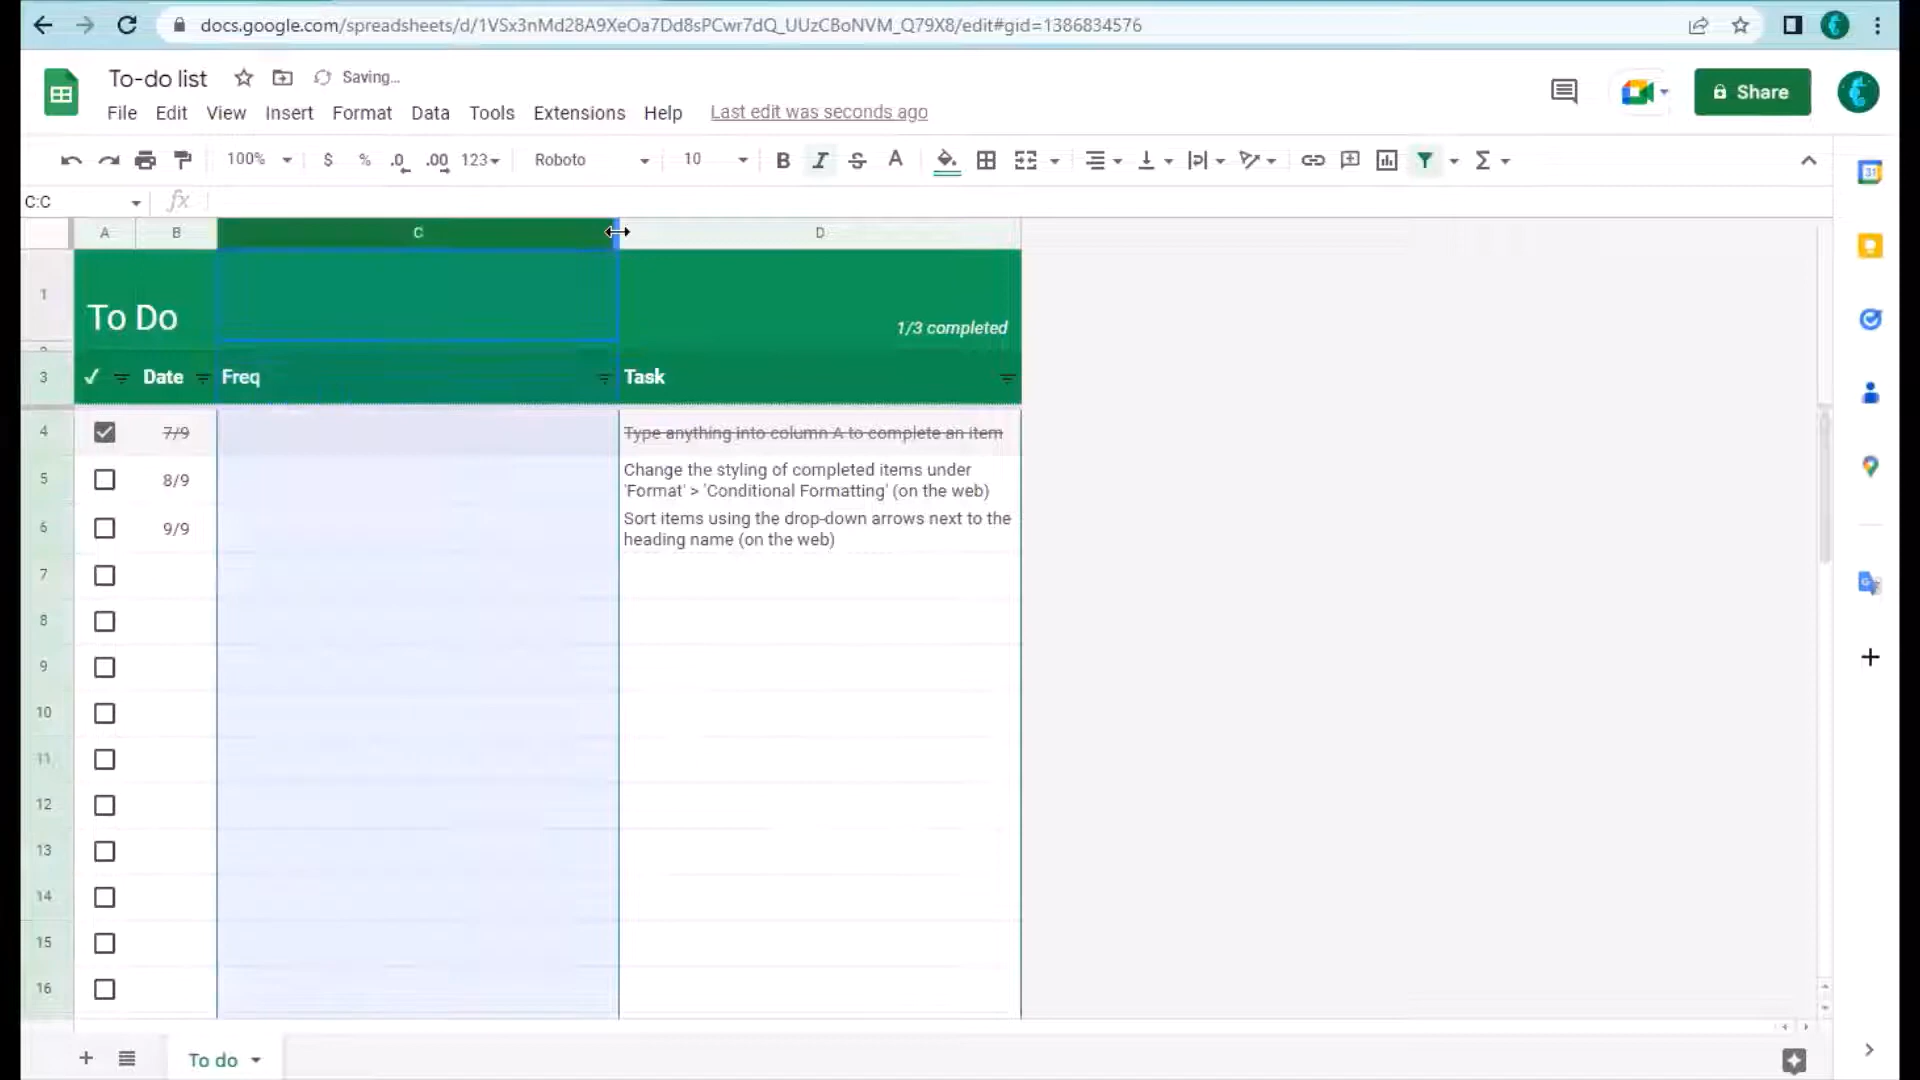 docs.google.com/spreadsheets/d/1VSx3nMd28A9XeOa7Dd8sPCwr7dQ_UUzCBoNVM_Q79X8/edit#gid=1386834576
To-do list Saving...
File Edit View Insert Format Data Tools Extensions Help Last edit was seconds ago
Share
100% $ % .0 .00 123 Roboto 10 B I S A
C:C fx
A B C D
1 To Do 1/3 completed
3 ✓ Date Freq Task
4 7/9 Type anything into column A to complete an item
5 8/9 Change the styling of completed items under
'Format' > 'Conditional Formatting' (on the web)
6 9/9 Sort items using the drop-down arrows next to the
heading name (on the web)
7
8
9
10
11
12
13
14
15
16
To do
31